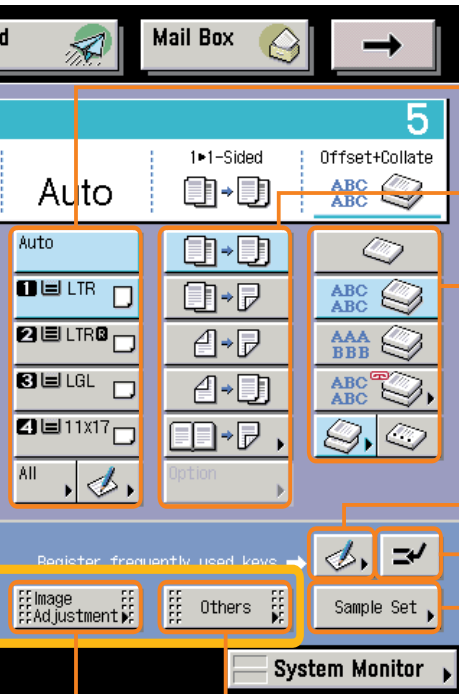 d
Mail Box
5
1▸1-Sided
Offset+Collate
Auto
ABC
ABC
Auto
1 LTR
2 LTRR
3 LGL
4 11x17
All
ABC
ABC
AAA
BBB
ABC
ABC
Option
Register frequently used keys
Image
Adjustment
Others
Sample Set
System Monitor